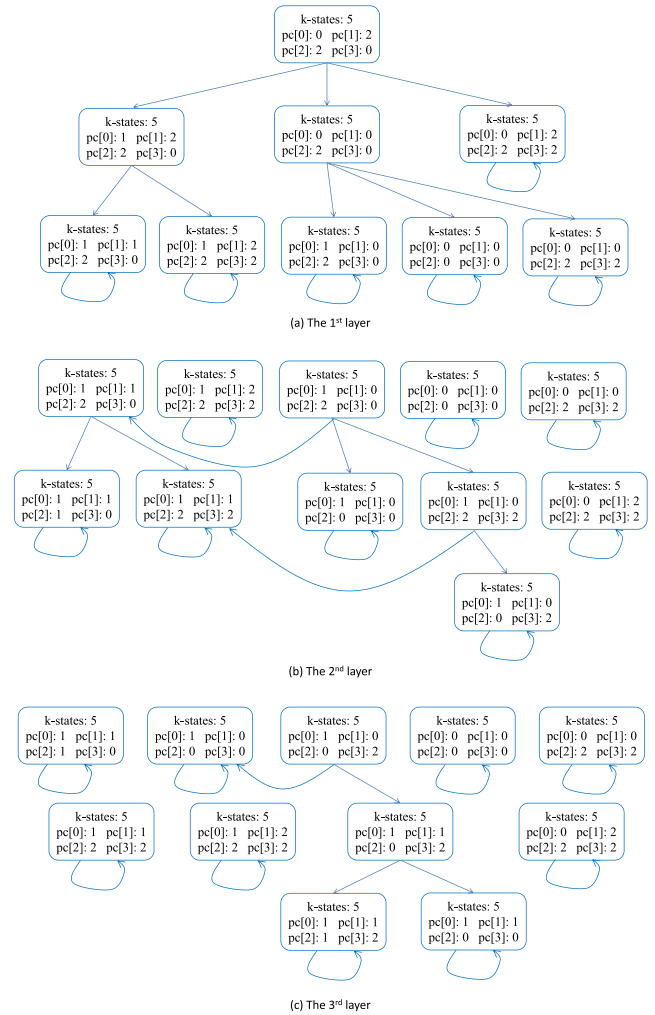 k-states: 5
pc[0]: 0 pc[1]: 2
pc[2]: 2 pc[3]: 0
k-states: 5
pc[0]: 1 pc[1]: 2
pc[2]: 2 pc[3]: 0
k-states: 5
pc[0]: 0 pc[1]: 0
pc[2]: 2 pc[3]: 0
k-states: 5
pc[0]: 0 pc[1]: 2
pc[2]: 2 pc[3]: 2
k-states: 5
pc[0]: 1 pc[1]: 1
pc[2]: 2 pc[3]: 0
k-states: 5
pc[0]: 1 pc[1]: 2
pc[2]: 2 pc[3]: 2
k-states: 5
pc[0]: 1 pc[1]: 0
pc[2]: 2 pc[3]: 0
k-states: 5
pc[0]: 0 pc[1]: 0
pc[2]: 0 pc[3]: 0
k-states: 5
pc[0]: 0 pc[1]: 0
pc[2]: 2 pc[3]: 2
(a) The 1st layer
k-states: 5
pc[0]: 1 pc[1]: 1
pc[2]: 2 pc[3]: 0
k-states: 5
pc[0]: 1 pc[1]: 2
pc[2]: 2 pc[3]: 2
k-states: 5
pc[0]: 1 pc[1]: 0
pc[2]: 2 pc[3]: 0
k-states: 5
pc[0]: 0 pc[1]: 0
pc[2]: 0 pc[3]: 0
k-states: 5
pc[0]: 0 pc[1]: 0
pc[2]: 2 pc[3]: 2
k-states: 5
pc[0]: 1 pc[1]: 1
pc[2]: 1 pc[3]: 0
k-states: 5
pc[0]: 1 pc[1]: 1
pc[2]: 2 pc[3]: 2
k-states: 5
pc[0]: 1 pc[1]: 0
pc[2]: 0 pc[3]: 0
k-states: 5
pc[0]: 1 pc[1]: 0
pc[2]: 2 pc[3]: 2
k-states: 5
pc[0]: 0 pc[1]: 2
pc[2]: 2 pc[3]: 2
k-states: 5
pc[0]: 1 pc[1]: 0
pc[2]: 0 pc[3]: 2
(b) The 2nd layer
k-states: 5
pc[0]: 1 pc[1]: 1
pc[2]: 1 pc[3]: 0
k-states: 5
pc[0]: 1 pc[1]: 0
pc[2]: 0 pc[3]: 0
k-states: 5
pc[0]: 1 pc[1]: 0
pc[2]: 0 pc[3]: 2
k-states: 5
pc[0]: 0 pc[1]: 0
pc[2]: 0 pc[3]: 0
k-states: 5
pc[0]: 0 pc[1]: 0
pc[2]: 2 pc[3]: 2
k-states: 5
pc[0]: 1 pc[1]: 1
pc[2]: 2 pc[3]: 2
k-states: 5
pc[0]: 1 pc[1]: 2
pc[2]: 2 pc[3]: 2
k-states: 5
pc[0]: 1 pc[1]: 1
pc[2]: 0 pc[3]: 2
k-states: 5
pc[0]: 0 pc[1]: 2
pc[2]: 2 pc[3]: 2
k-states: 5
pc[0]: 1 pc[1]: 1
pc[2]: 1 pc[3]: 2
k-states: 5
pc[0]: 1 pc[1]: 1
pc[2]: 0 pc[3]: 0
(c) The 3rd layer